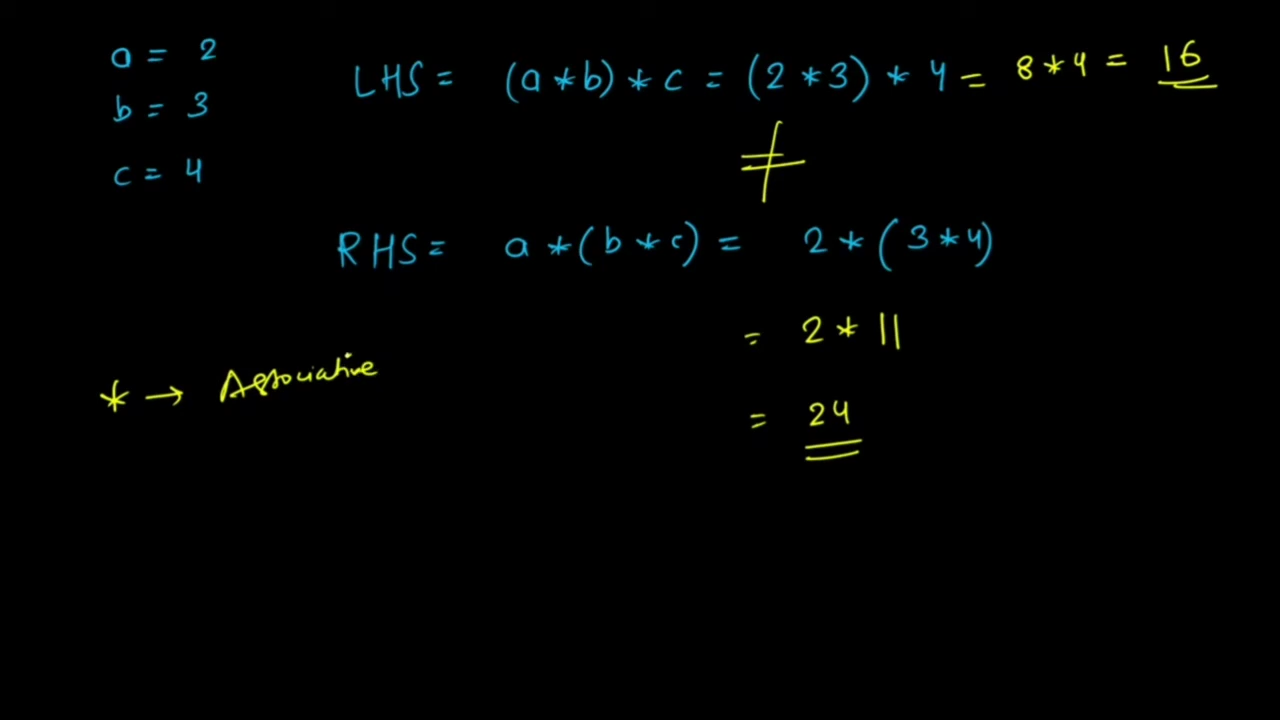 a = 2
b = 3
c = 4
LHS = (a * b) * c = (2 * 3) * 4 = 8 * 4 = 16
≠
RHS = a * (b * c) = 2 * (3 * 4)
= 2 * 11
= 24
* → Associative